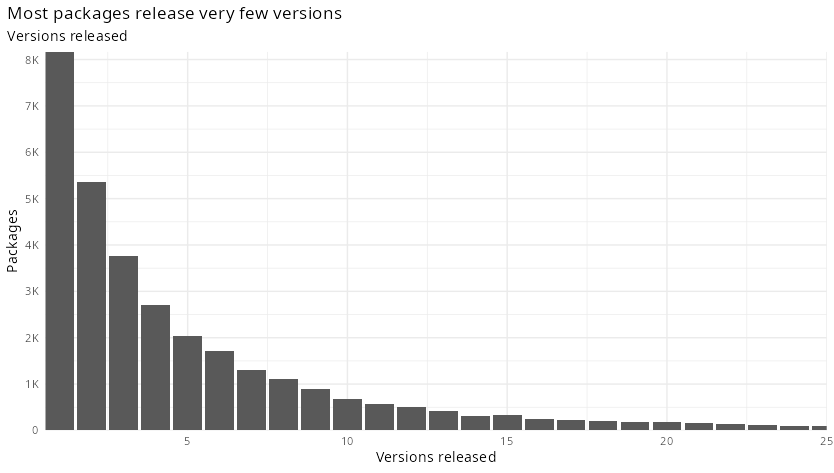 Most packages release very few versions
Versions released
8K
7K
6K
5K
4K
3K
2K
1K
0
Packages
5 10 15 20 25
Versions released